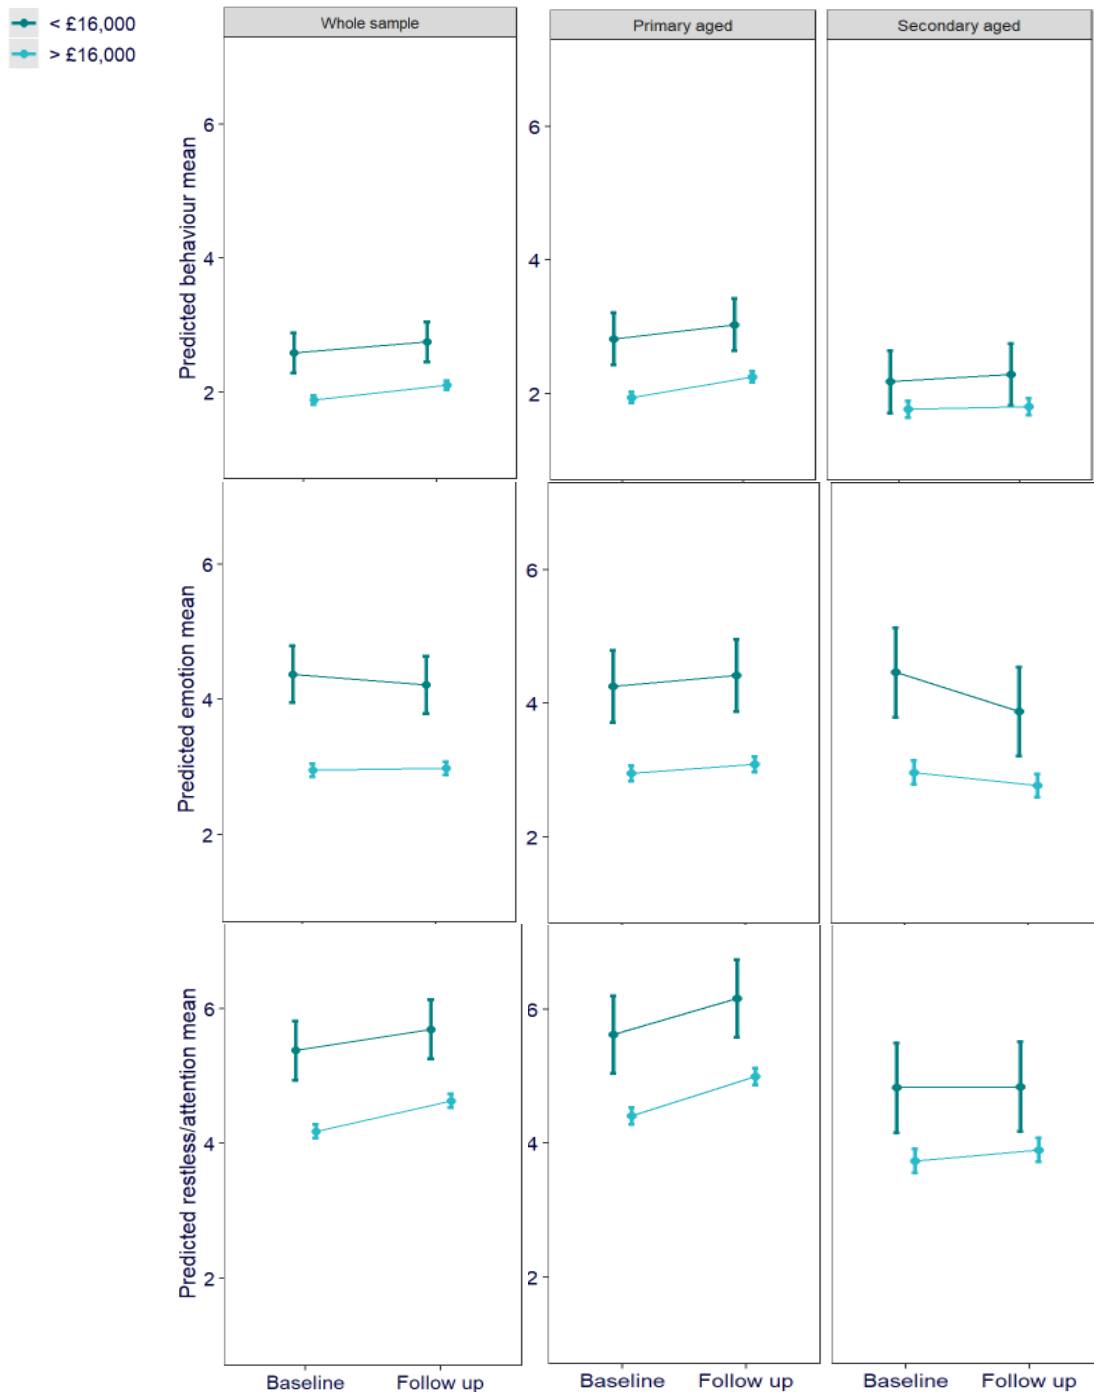 < £16,000
> £16,000
Whole sample
Primary aged
Secondary aged
Predicted behaviour mean
6
4
2
6
4
2
Predicted emotion mean
6
4
2
6
4
2
Predicted restless/attention mean
6
4
2
6
4
2
Baseline Follow up
Baseline Follow up
Baseline Follow up